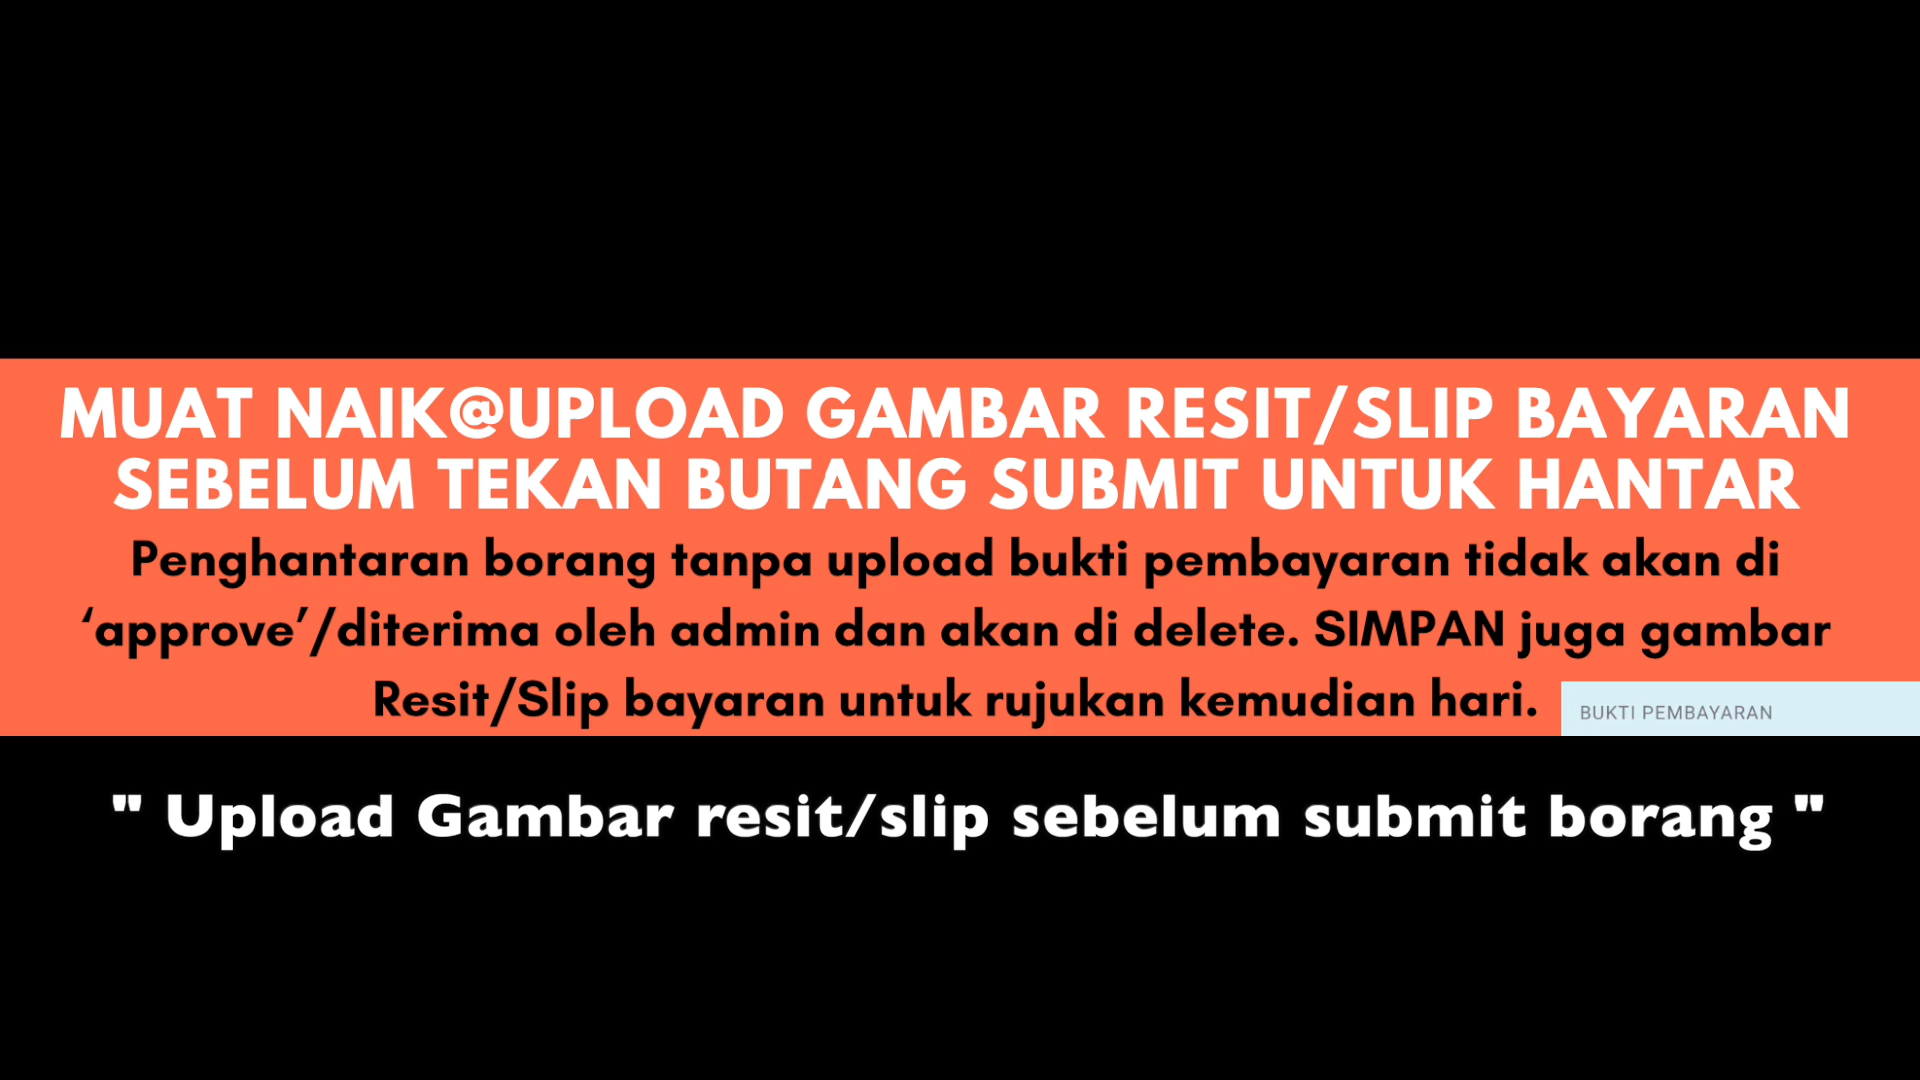 MUAT NAIK@UPLOAD GAMBAR RESIT/SLIP BAYARAN
SEBELUM TEKAN BUTANG SUBMIT UNTUK HANTAR
Penghantaran borang tanpa upload bukti pembayaran tidak akan di
‘approve’/diterima oleh admin dan akan di delete. SIMPAN juga gambar
Resit/Slip bayaran untuk rujukan kemudian hari.
BUKTI PEMBAYARAN
" Upload Gambar resit/slip sebelum submit borang "